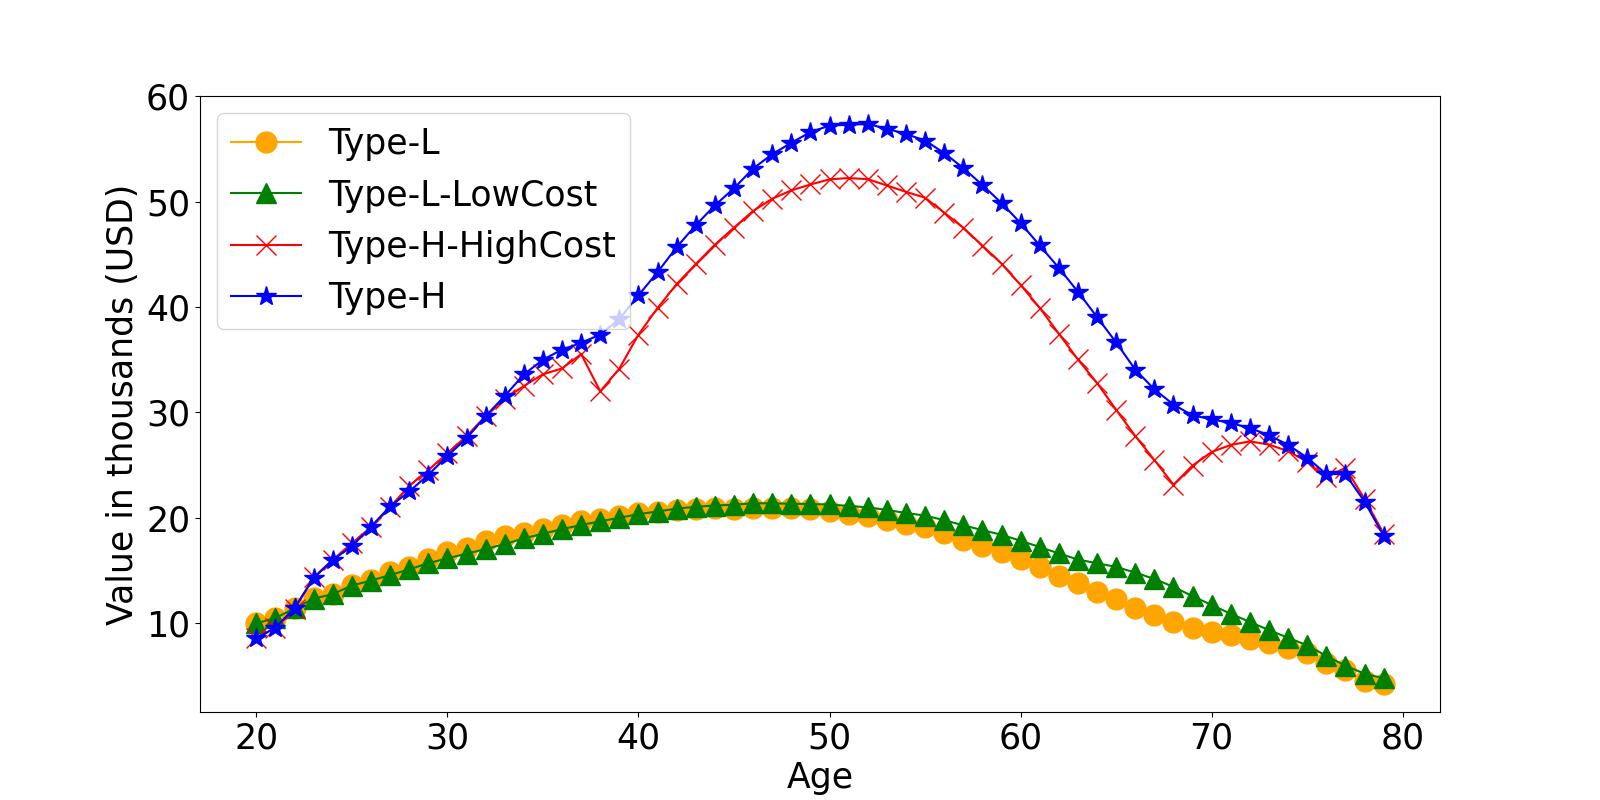 60
50
40
30
20
10
Value in thousands (USD)
Type-L
Type-L-LowCost
Type-H-HighCost
Type-H
20 30 40 50 60 70 80
Age